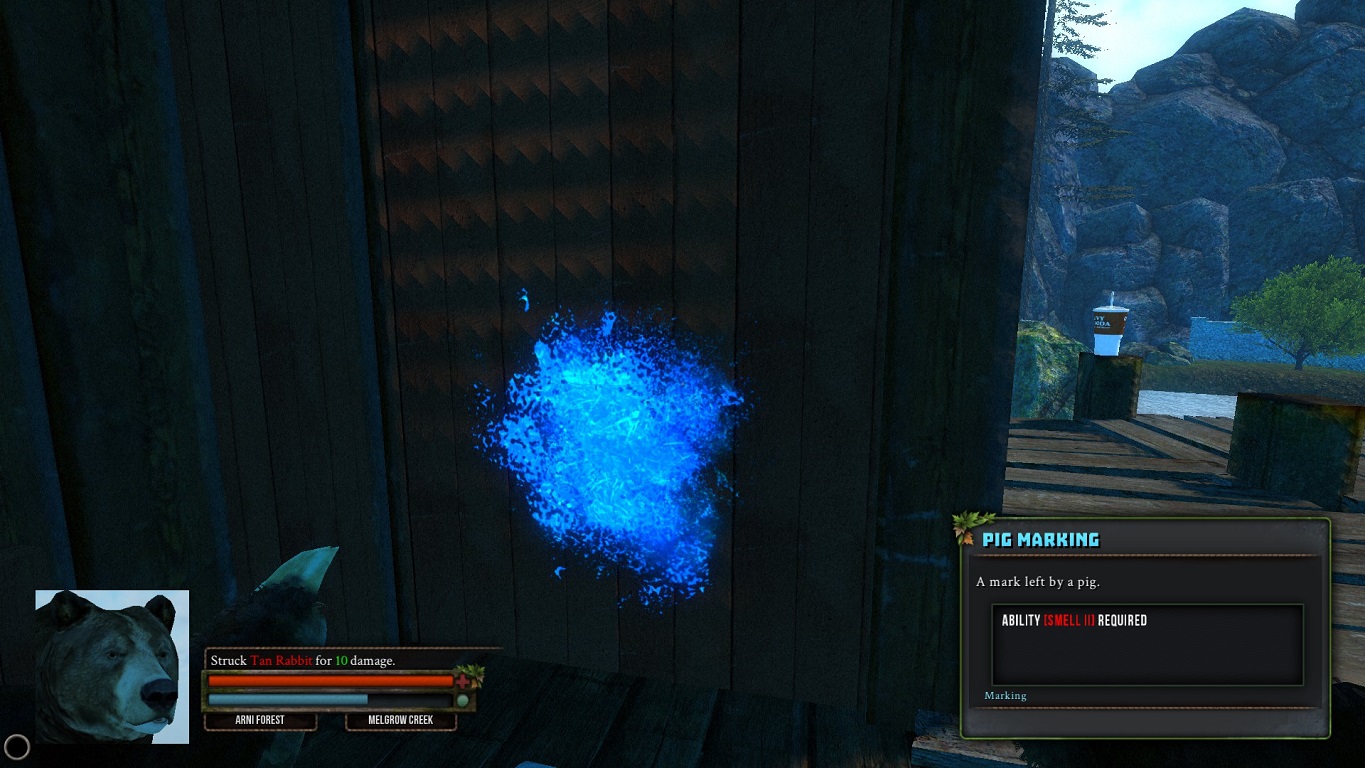 PIG MARKING
A mark left by a pig.
ABILITY [SMELL II] REQUIRED
Marking
Struck Tan Rabbit for 10 damage.
ARNI FOREST
MELGROW CREEK